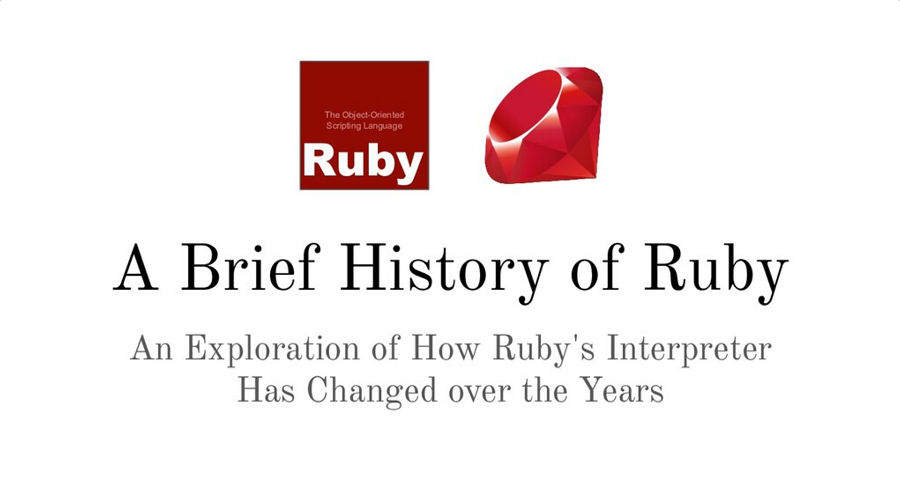 The Object-Oriented
Scripting Language
Ruby
A Brief History of Ruby
An Exploration of How Ruby's Interpreter
Has Changed over the Years